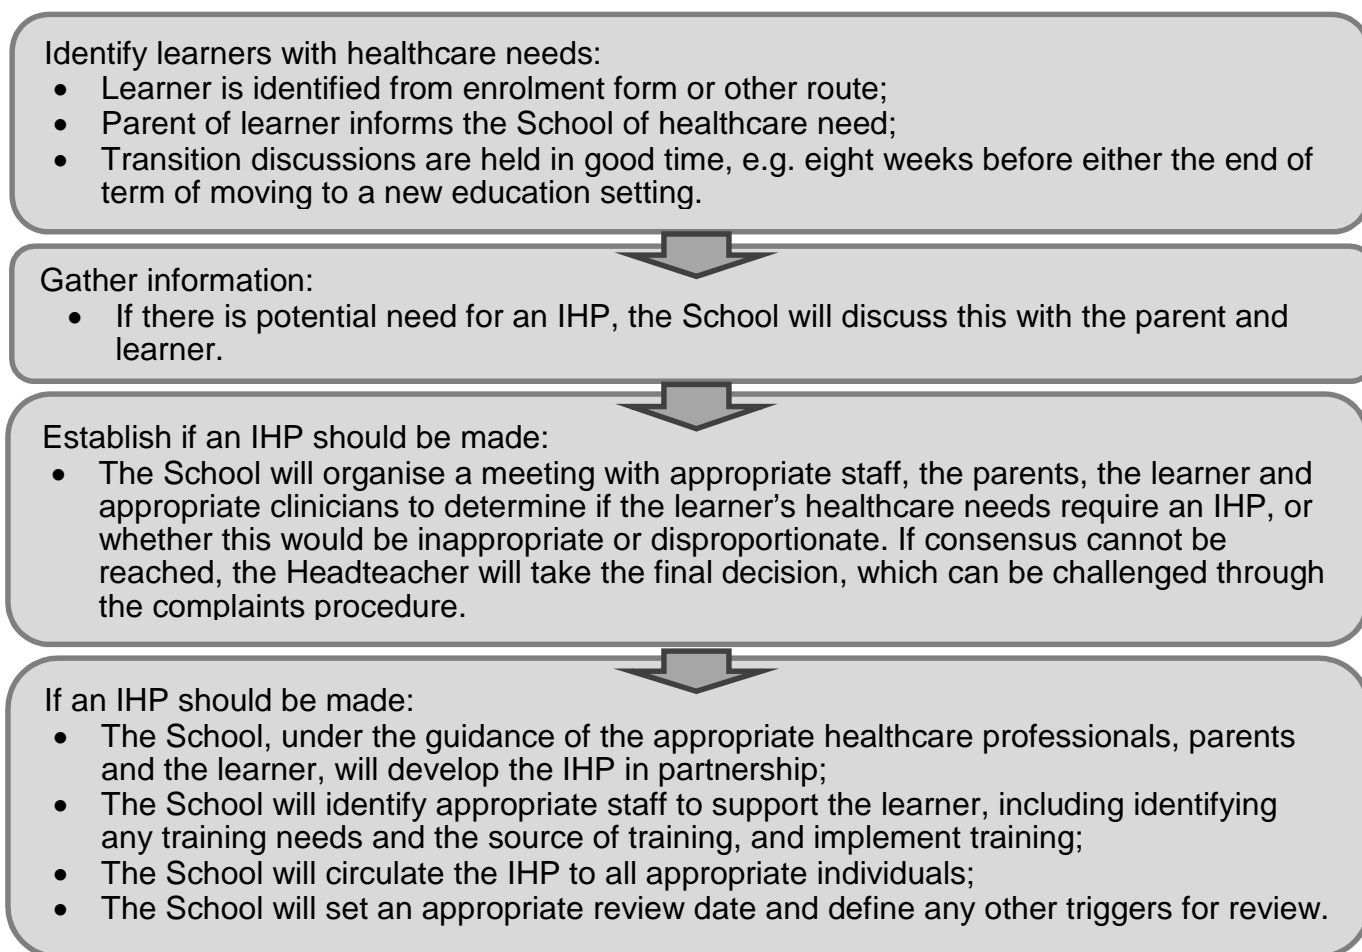 Identify learners with healthcare needs:
• Learner is identified from enrolment form or other route;
• Parent of learner informs the School of healthcare need;
• Transition discussions are held in good time, e.g. eight weeks before either the end of
term of moving to a new education setting.
Gather information:
• If there is potential need for an IHP, the School will discuss this with the parent and
learner.
Establish if an IHP should be made:
• The School will organise a meeting with appropriate staff, the parents, the learner and
appropriate clinicians to determine if the learner's healthcare needs require an IHP, or
whether this would be inappropriate or disproportionate. If consensus cannot be
reached, the Headteacher will take the final decision, which can be challenged through
the complaints procedure.
If an IHP should be made:
• The School, under the guidance of the appropriate healthcare professionals, parents
and the learner, will develop the IHP in partnership;
• The School will identify appropriate staff to support the learner, including identifying
any training needs and the source of training, and implement training;
• The School will circulate the IHP to all appropriate individuals;
• The School will set an appropriate review date and define any other triggers for review.